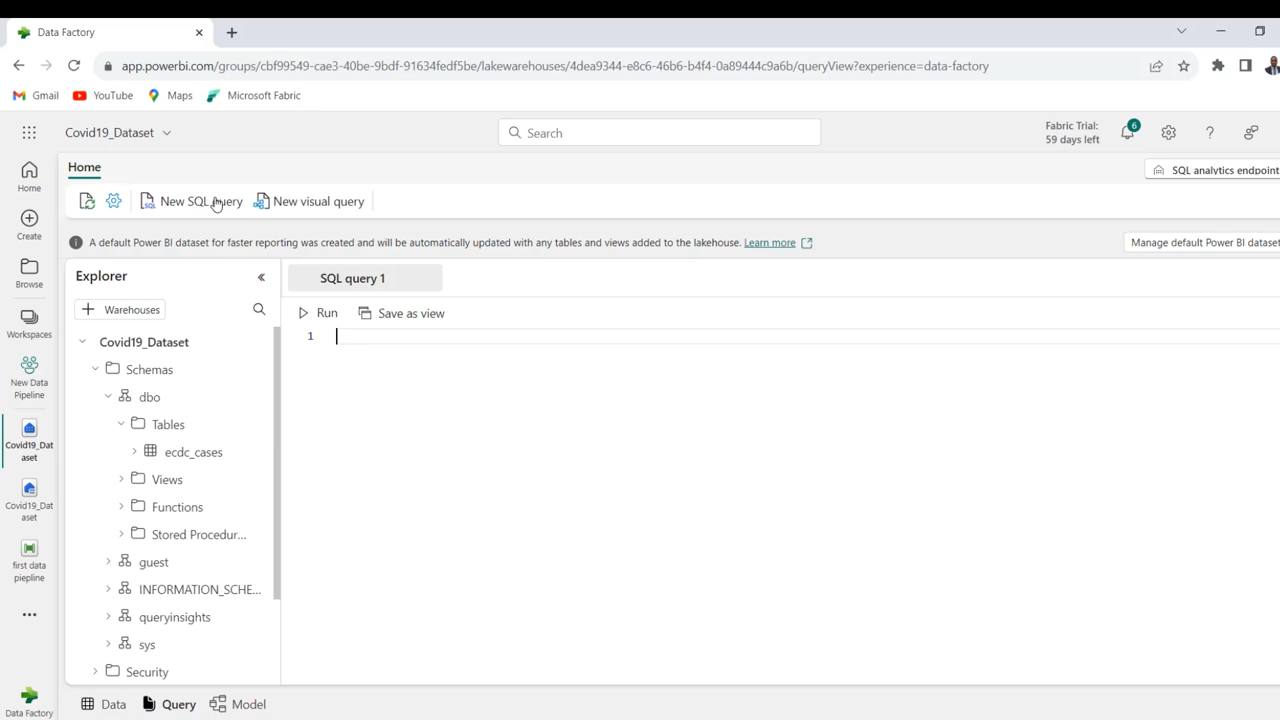 Data Factory
app.powerbi.com/groups/cbf99549-cae3-40be-9bdf-91634fedf5be/lakewarehouses/4dea9344-e8c6-46b6-b4f4-0a89444c9a6b/queryView?experience=data-factory
Gmail YouTube Maps Microsoft Fabric
Covid19_Dataset
Search
Fabric Trial:
59 days left
6
Home
SQL analytics endpoint
New SQL query New visual query
A default Power BI dataset for faster reporting was created and will be automatically updated with any tables and views added to the lakehouse. Learn more
Manage default Power BI dataset
Home
Create
Browse
Workspaces
New Data
Pipeline
Covid19_Dat
aset
Covid19_Dat
aset
first data
piepline
Data Factory
Explorer
Warehouses
Covid19_Dataset
Schemas
dbo
Tables
ecdc_cases
Views
Functions
Stored Procedur...
guest
INFORMATION_SCHE...
queryinsights
sys
Security
SQL query 1
Run Save as view
1
Data Query Model